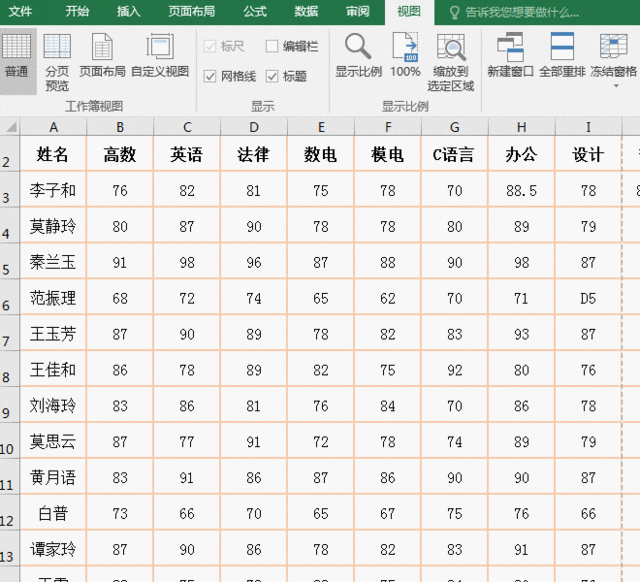 文件 开始 插入 页面布局 公式 数据 审阅 视图 告诉我您想要做什么...
普通 分页预览 页面布局 自定义视图 标尺 编辑栏 网格线 标题 显示比例 100% 缩放到选定区域 新建窗口 全部重排 冻结窗格
工作簿视图 显示 显示比例
A B C D E F G H I
2 姓名 高数 英语 法律 数电 模电 C语言 办公 设计
3 李子和 76 82 81 75 78 70 88.5 78
4 莫静玲 80 87 90 78 78 80 89 79
5 秦兰玉 91 98 96 87 88 90 98 87
6 范振理 68 72 74 65 62 70 71 D5
7 王玉芳 87 90 89 78 82 83 93 87
8 王佳和 86 78 89 82 75 92 80 76
9 刘海玲 83 86 81 76 84 70 86 78
10 莫思云 87 77 91 72 78 74 89 79
11 黄月语 83 91 86 87 86 90 90 87
12 白普 73 66 70 65 67 75 76 66
13 谭家玲 87 90 86 78 82 83 91 87